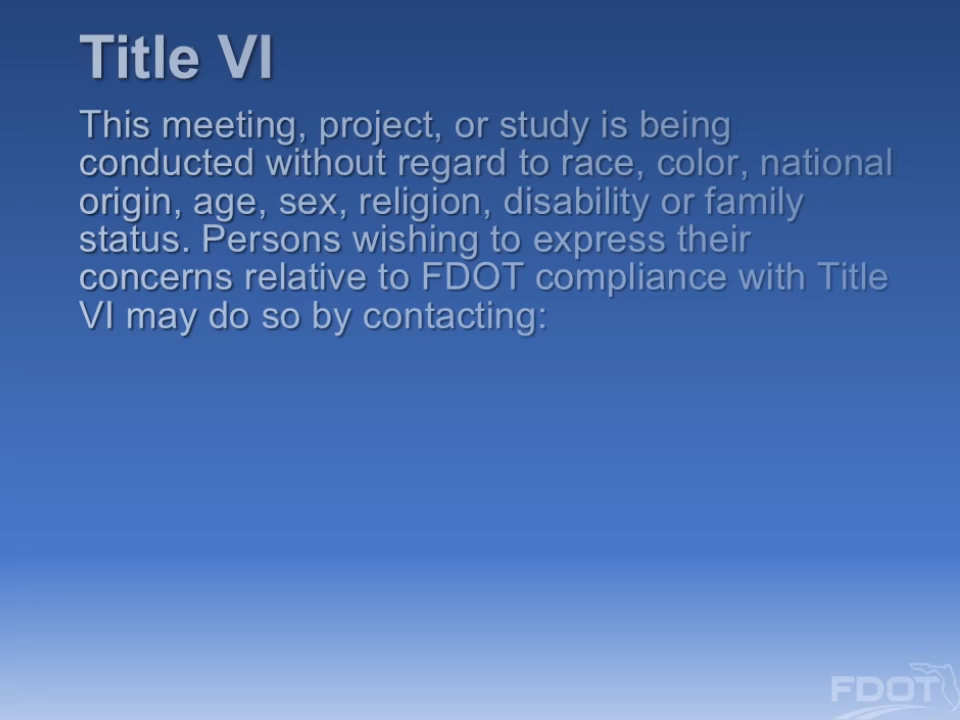 Title VI
This meeting, project, or study is being
conducted without regard to race, color, national
origin, age, sex, religion, disability or family
status. Persons wishing to express their
concerns relative to FDOT compliance with Title
VI may do so by contacting:
FDOT